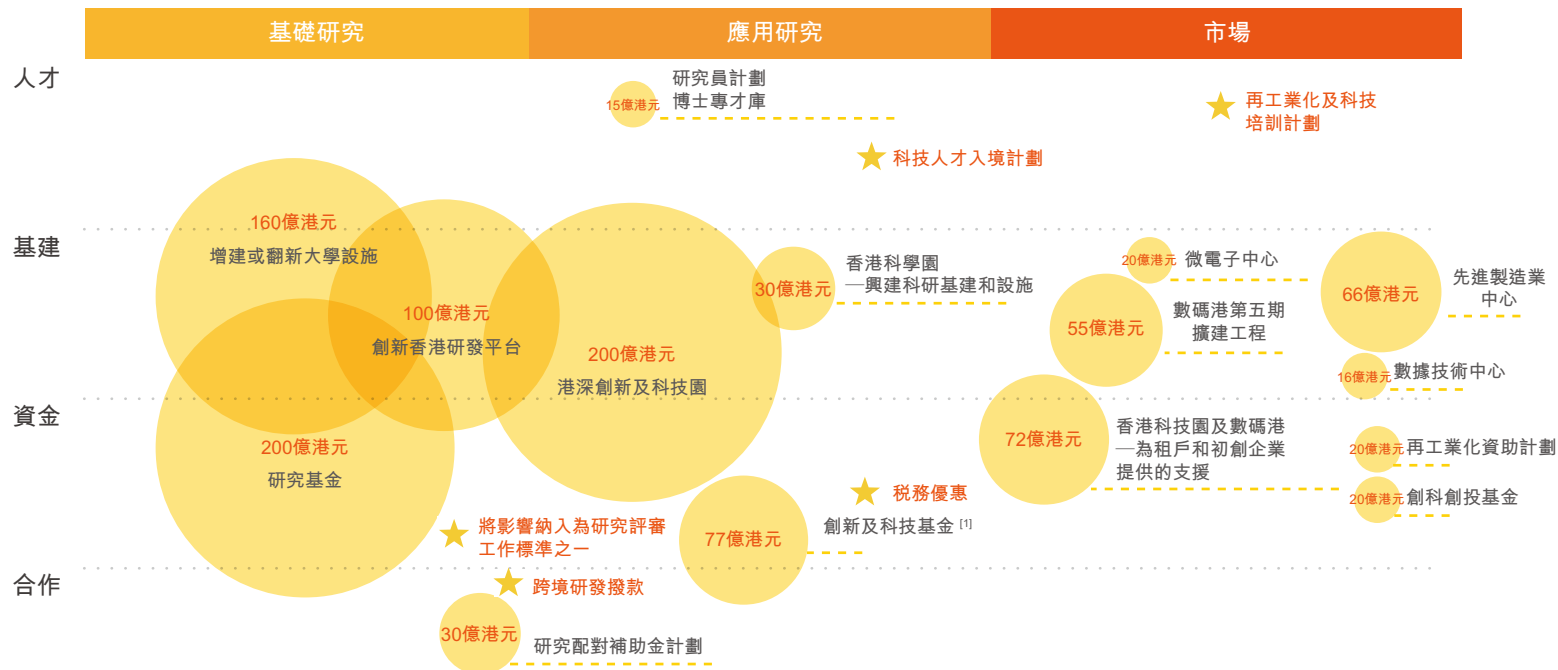 基礎研究
應用研究
市場
人才
15億港元
研究員計劃
博士專才庫
科技人才入境計劃
再工業化及科技
培訓計劃
基建
160億港元
增建或翻新大學設施
100億港元
創新香港研發平台
200億港元
港深創新及科技園
30億港元
香港科學園
─興建科研基建和設施
20億港元
微電子中心
55億港元
數碼港第五期
擴建工程
66億港元
先進製造業
中心
16億港元
數據技術中心
資金
200億港元
研究基金
將影響納入為研究評審
工作標準之一
77億港元
稅務優惠
創新及科技基金 [1]
72億港元
香港科技園及數碼港
─為租戶和初創企業
提供的支援
20億港元
再工業化資助計劃
20億港元
創科創投基金
合作
跨境研發撥款
30億港元
研究配對補助金計劃